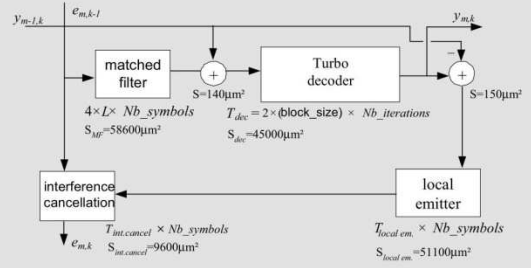 e_{m,k-1}
y_{m-1,k}
y_{m,k}
matched
filter
+
Turbo
decoder
−
+
S=140µm²
S=150µm²
4×L× Nb_symbols
S_{MF}=58600µm²
T_{dec} = 2×(block_size) × Nb_iterations
S_{dec}=45000µm²
interference
cancellation
local
emitter
T_{int.cancel} × Nb_symbols
S_{int.cancel}=9600µm²
T_{local em.} × Nb_symbols
S_{local em.}=51100µm²
e_{m,k}